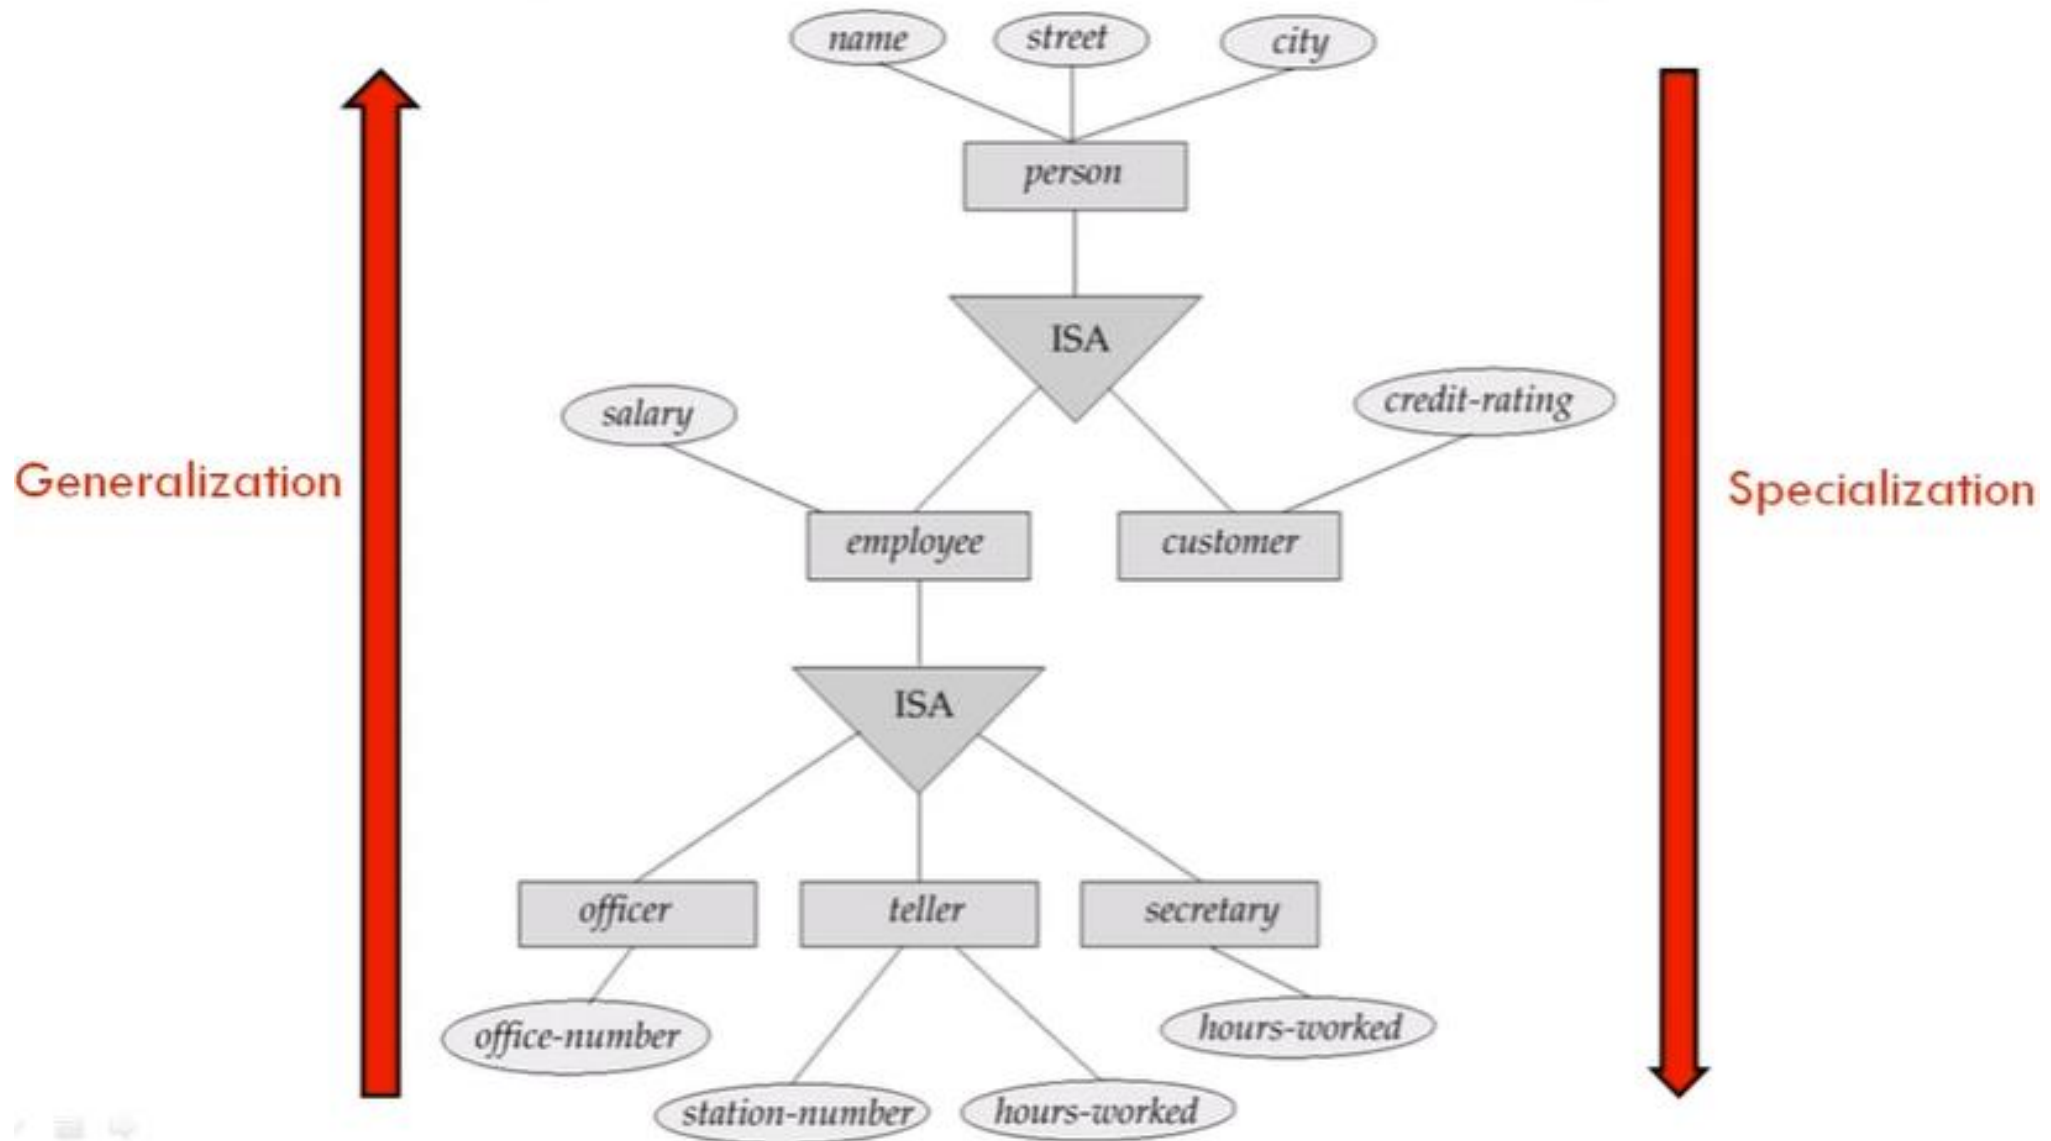 name
street
city
person
ISA
salary
credit-rating
Generalization
Specialization
employee
customer
ISA
officer
teller
secretary
office-number
hours-worked
station-number
hours-worked